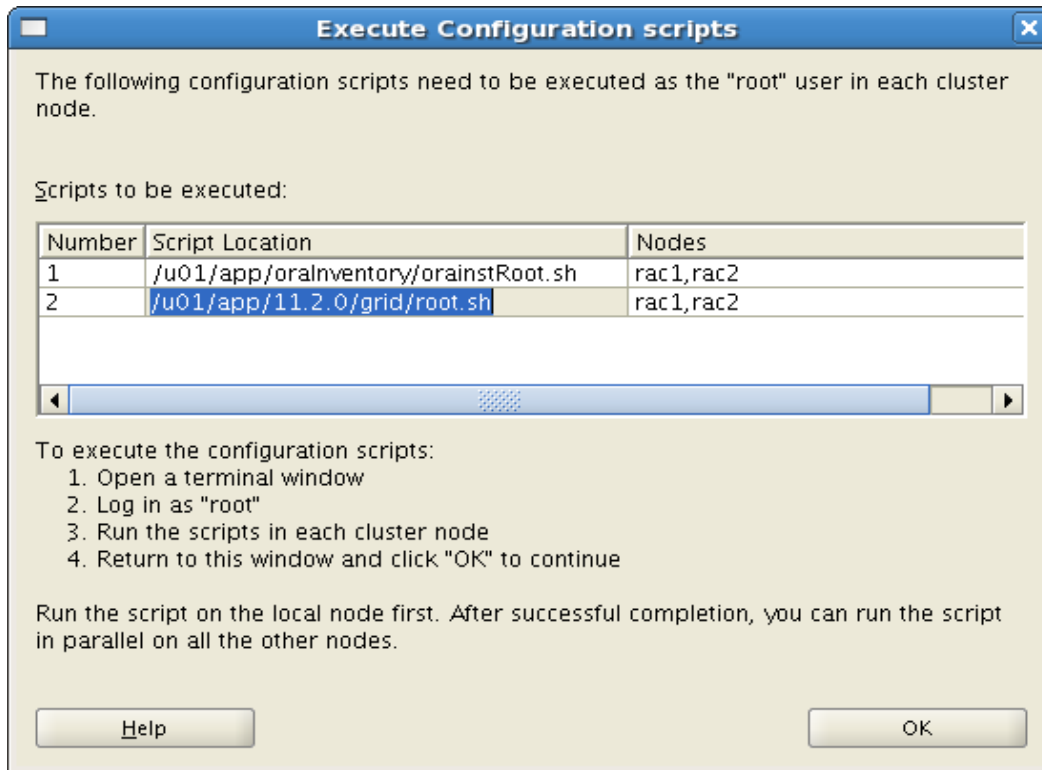 Execute Configuration scripts
The following configuration scripts need to be executed as the "root" user in each cluster
node.
Scripts to be executed:
Number Script Location Nodes
1 /u01/app/oraInventory/orainstRoot.sh rac1,rac2
2 /u01/app/11.2.0/grid/root.sh rac1,rac2
To execute the configuration scripts:
1. Open a terminal window
2. Log in as "root"
3. Run the scripts in each cluster node
4. Return to this window and click "OK" to continue
Run the script on the local node first. After successful completion, you can run the script
in parallel on all the other nodes.
Help OK